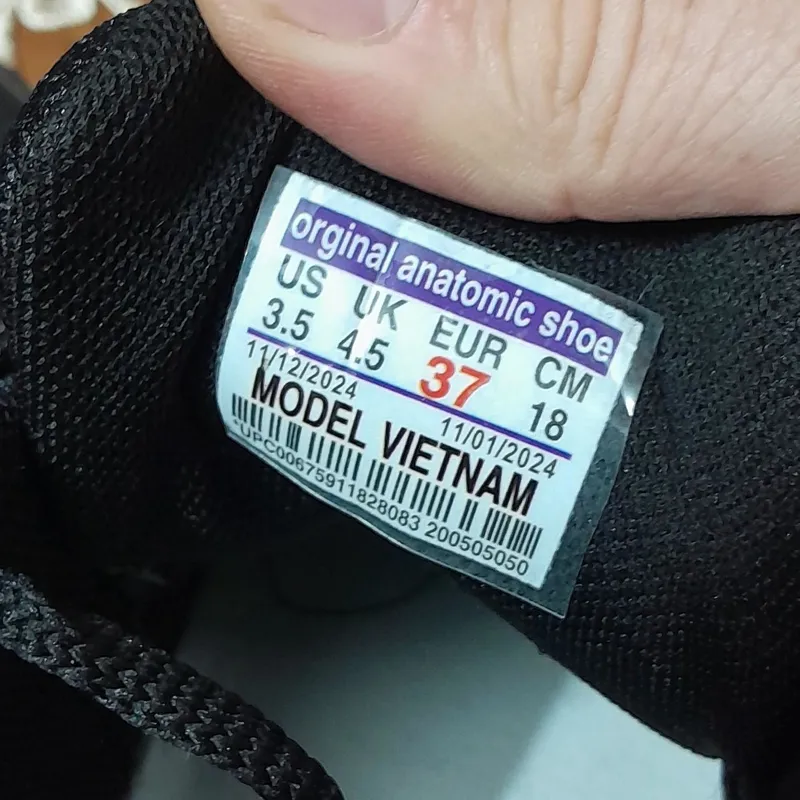 orginal anatomic shoe
US UK EUR CM
3.5 4.5 37 18
11/12/2024 11/01/2024
MODEL VIETNAM
*UPC00675911828083 200505050